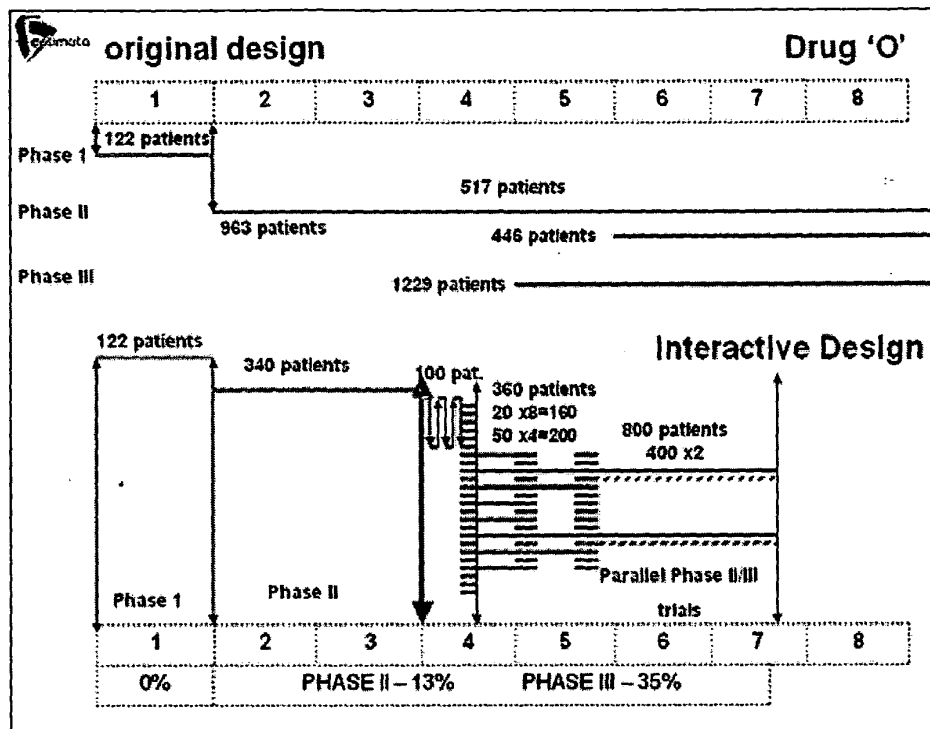 optimata
original design
Drug ‘O’
1 2 3 4 5 6 7 8
122 patients
Phase 1
517 patients
Phase II
963 patients
446 patients
Phase III
1229 patients
122 patients
Interactive Design
340 patients
100 pat.
360 patients
20 x8=160
50 x4=200
800 patients
400 x2
Parallel Phase II/III
trials
Phase 1
Phase II
1 2 3 4 5 6 7 8
0% PHASE II – 13% PHASE III – 35%